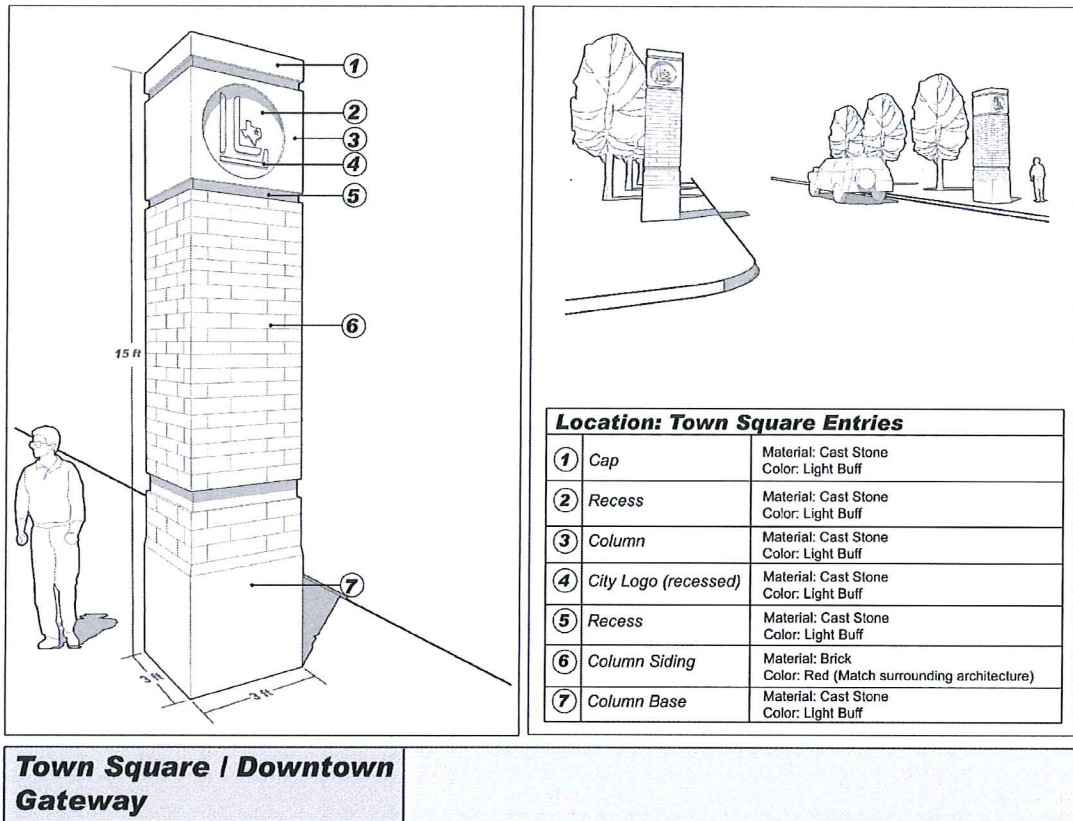 1
2
3
4
5
6
15 ft
7
3 ft
3 ft
Location: Town Square Entries
1 Cap Material: Cast Stone
Color: Light Buff
2 Recess Material: Cast Stone
Color: Light Buff
3 Column Material: Cast Stone
Color: Light Buff
4 City Logo (recessed) Material: Cast Stone
Color: Light Buff
5 Recess Material: Cast Stone
Color: Light Buff
6 Column Siding Material: Brick
Color: Red (Match surrounding architecture)
7 Column Base Material: Cast Stone
Color: Light Buff
Town Square / Downtown
Gateway